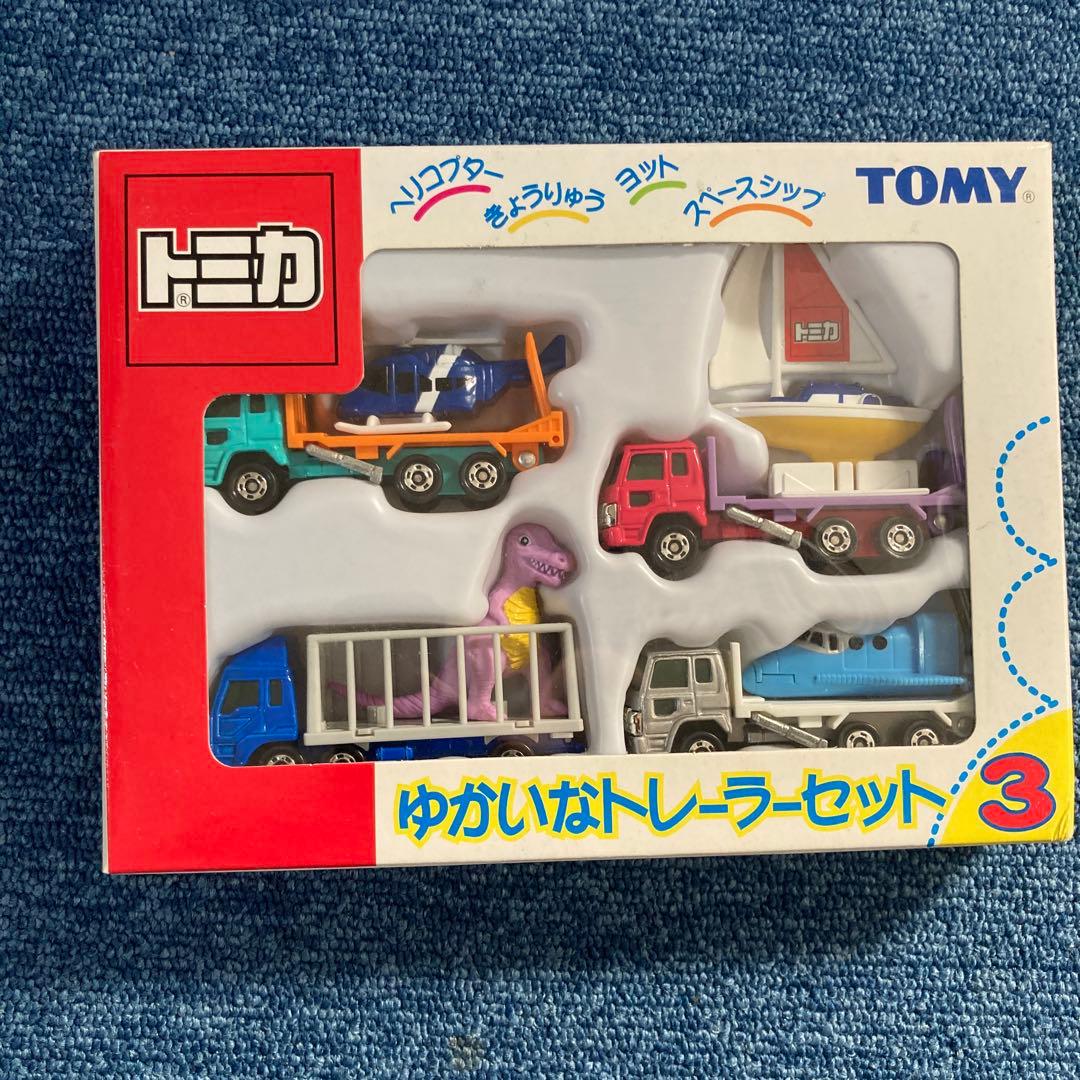 ヘリコプター
きょうりゅう
ヨット
スペースシップ
TOMY®
トミカ®
トミカ
ゆかいなトレーラーセット
3